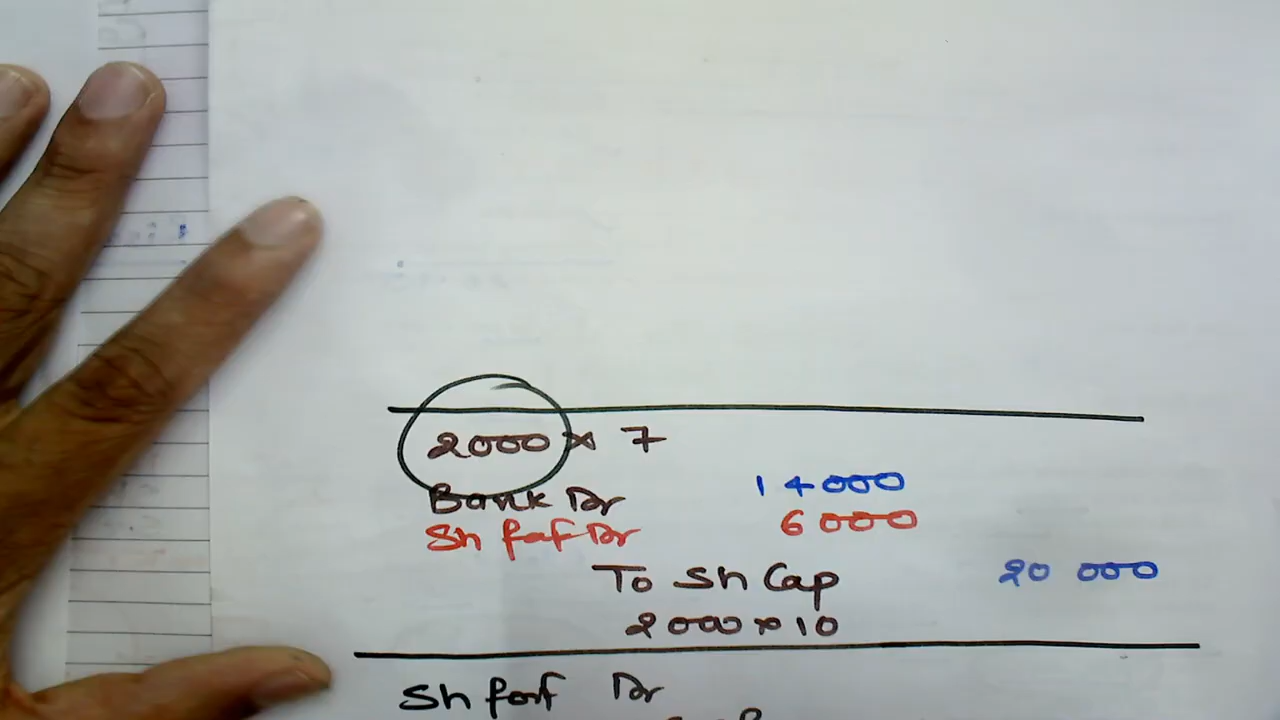 2000 × 7
Bank Dr 14000
Sh forf Dr 6000
To Sh Cap 20 000
2000 × 10
Sh forf Dr